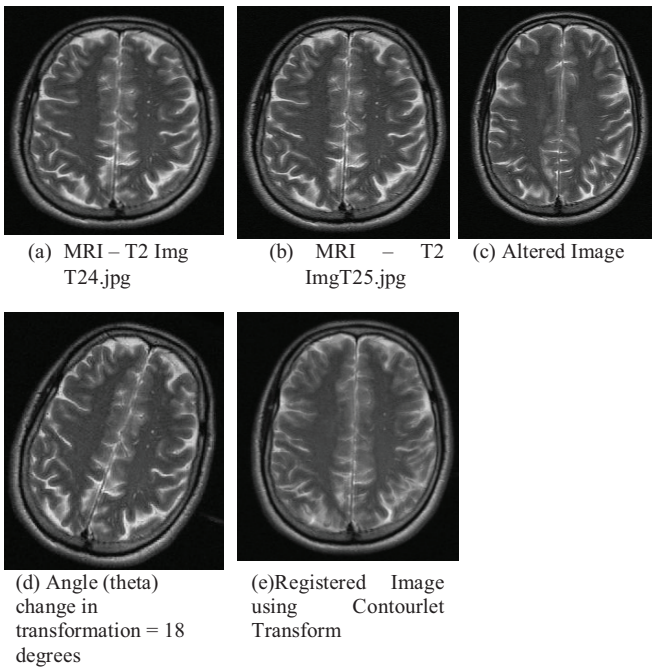 (a) MRI – T2 Img
T24.jpg
(b) MRI – T2
ImgT25.jpg
(c) Altered Image
(d) Angle (theta)
change in
transformation = 18
degrees
(e)Registered Image
using Contourlet
Transform